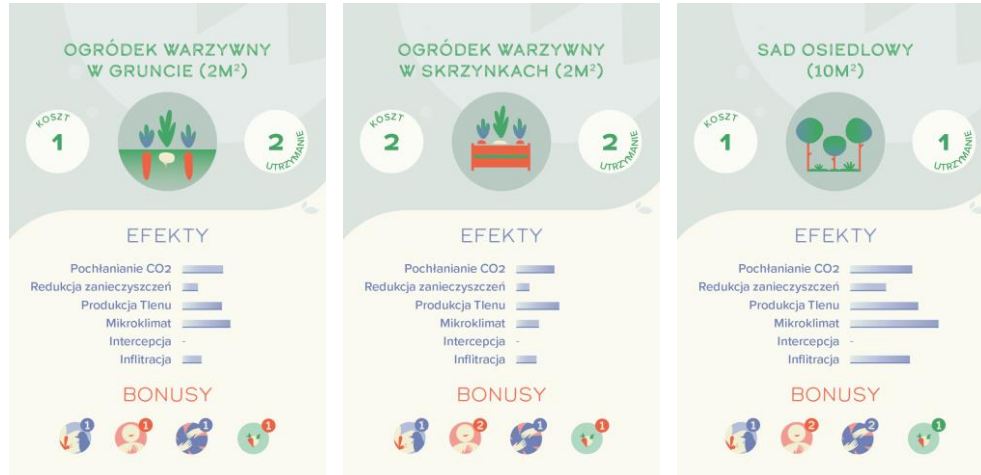 OGRÓDEK WARZYWNY
W GRUNCIE (2M²)
KOSZT
1
2
UTRZYMANIE
EFEKTY
Pochłanianie CO2
Redukcja zanieczyszczeń
Produkcja Tlenu
Mikroklimat
Intercepcja -
Inflitracja
BONUSY
1 1 1 1
OGRÓDEK WARZYWNY
W SKRZYNKACH (2M²)
KOSZT
2
2
UTRZYMANIE
EFEKTY
Pochłanianie CO2
Redukcja zanieczyszczeń
Produkcja Tlenu
Mikroklimat
Intercepcja -
Inflitracja
BONUSY
1 2 1 1
SAD OSIEDLOWY
(10M²)
KOSZT
1
1
UTRZYMANIE
EFEKTY
Pochłanianie CO2
Redukcja zanieczyszczeń
Produkcja Tlenu
Mikroklimat
Intercepcja -
Inflitracja
BONUSY
1 2 2 1